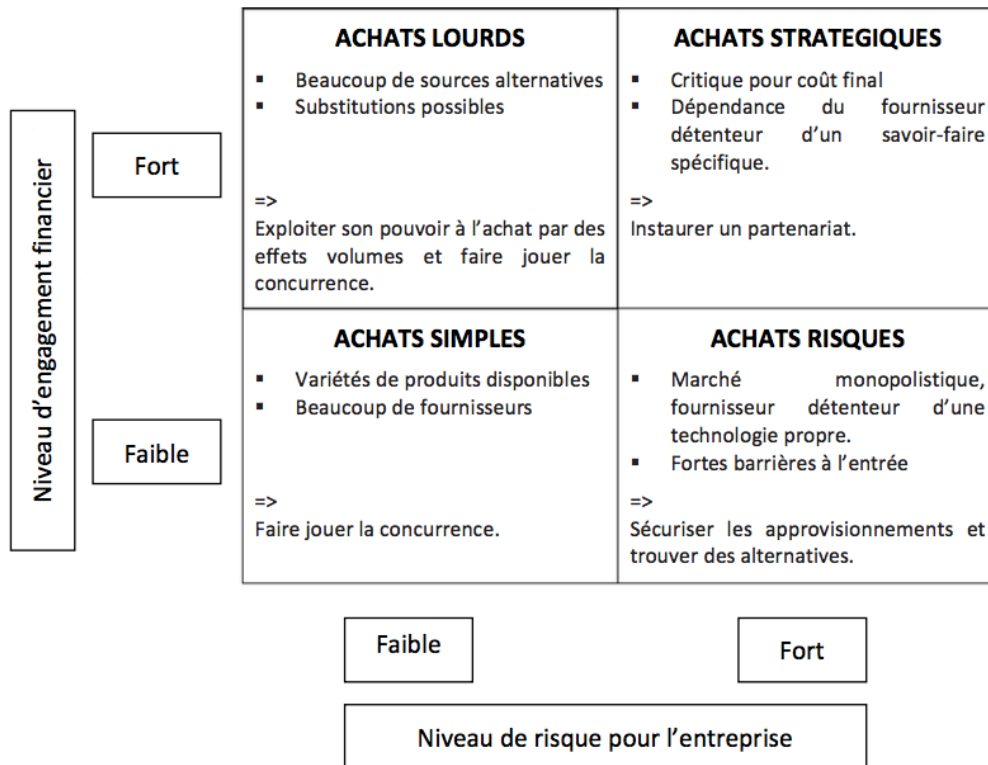 ACHATS LOURDS
▪ Beaucoup de sources alternatives
▪ Substitutions possibles
=>
Exploiter son pouvoir à l’achat par des
effets volumes et faire jouer la
concurrence.
ACHATS STRATEGIQUES
▪ Critique pour coût final
▪ Dépendance du fournisseur
détenteur d’un savoir-faire
spécifique.
=>
Instaurer un partenariat.
Niveau d’engagement financier
Fort
Faible
ACHATS SIMPLES
▪ Variétés de produits disponibles
▪ Beaucoup de fournisseurs
=>
Faire jouer la concurrence.
ACHATS RISQUES
▪ Marché monopolistique,
fournisseur détenteur d’une
technologie propre.
▪ Fortes barrières à l’entrée
=>
Sécuriser les approvisionnements et
trouver des alternatives.
Faible
Fort
Niveau de risque pour l’entreprise